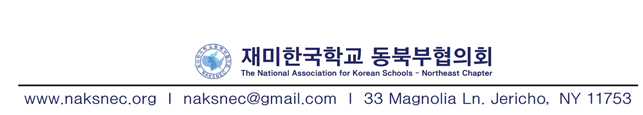 재미한국학교 동북부협의회
The National Association for Korean Schools - Northeast Chapter
NAKSNEC
www.naksnec.org I naksnec@gmail.com I 33 Magnolia Ln. Jericho, NY 11753